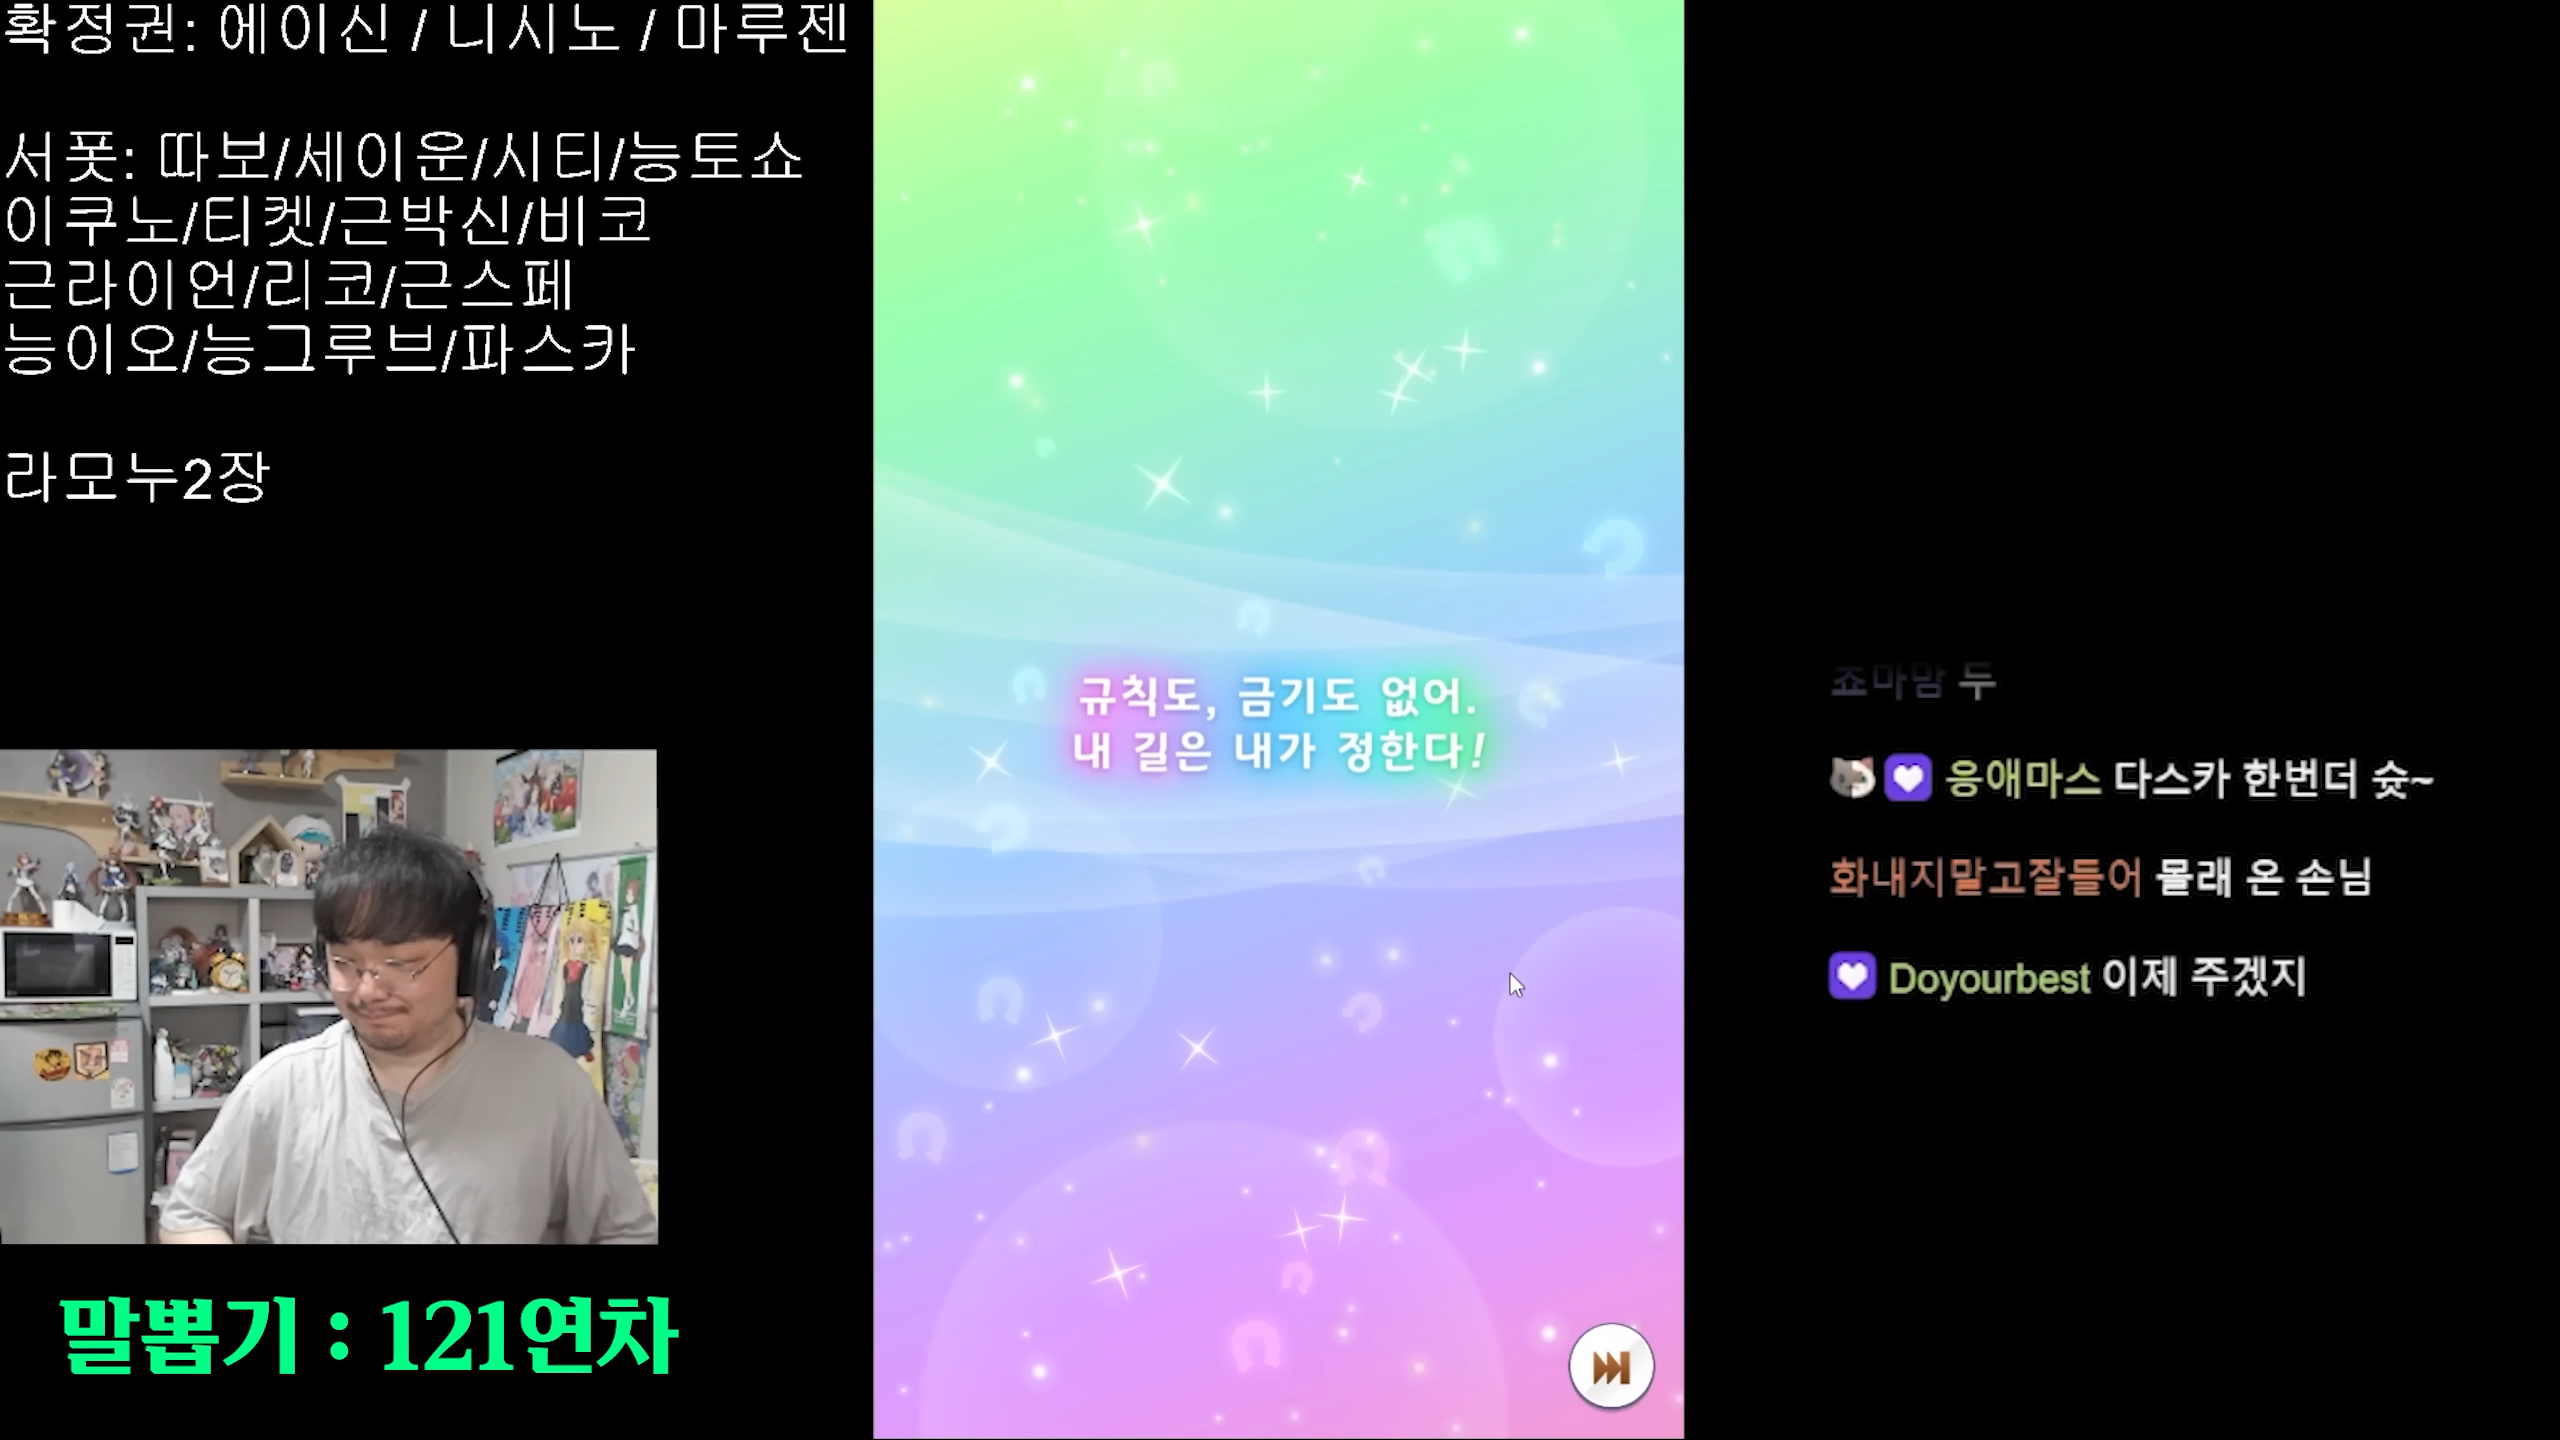 확정권: 에이신 / 니시노 / 마루젠
서폿: 따보/세이운/시티/능토쇼
이쿠노/티켓/근박신/비코
근라이언/리코/근스페
능이오/능그루브/파스카
라모누2장
말뽑기 : 121연차
규칙도, 금기도 없어.
내 길은 내가 정한다!
쵸마맘 두
응애마스 다스카 한번더 슛~
화내지말고잘들어 몰래 온 손님
Doyourbest 이제 주겠지